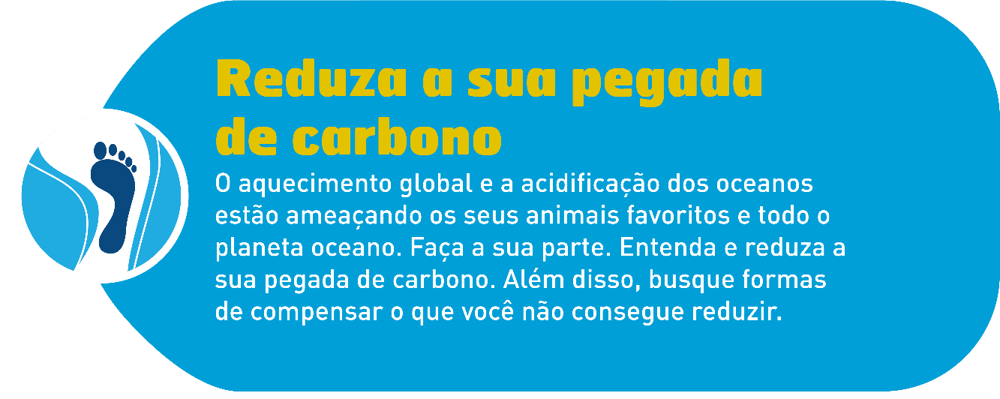 Reduza a sua pegada
de carbono
O aquecimento global e a acidificação dos oceanos
estão ameaçando os seus animais favoritos e todo o
planeta oceano. Faça a sua parte. Entenda e reduza a
sua pegada de carbono. Além disso, busque formas
de compensar o que você não consegue reduzir.